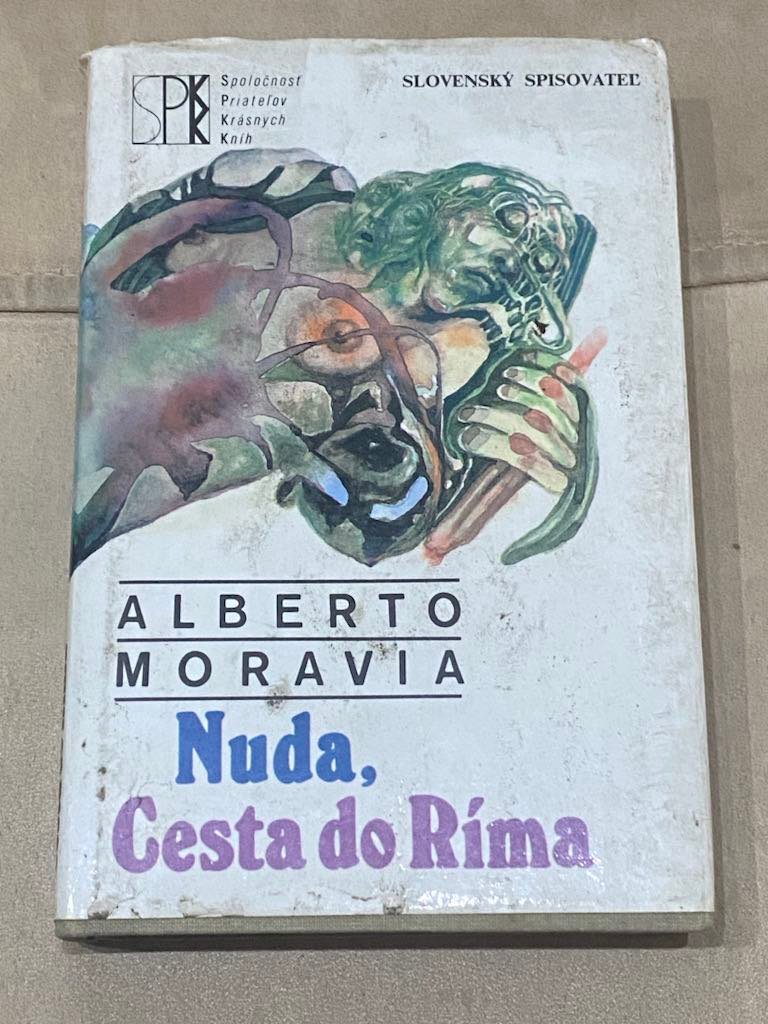 SPKK
Spoločnosť
Priateľov
Krásnych
Kníh
SLOVENSKÝ SPISOVATEĽ
ALBERTO
MORAVIA
Nuda,
Cesta do Ríma